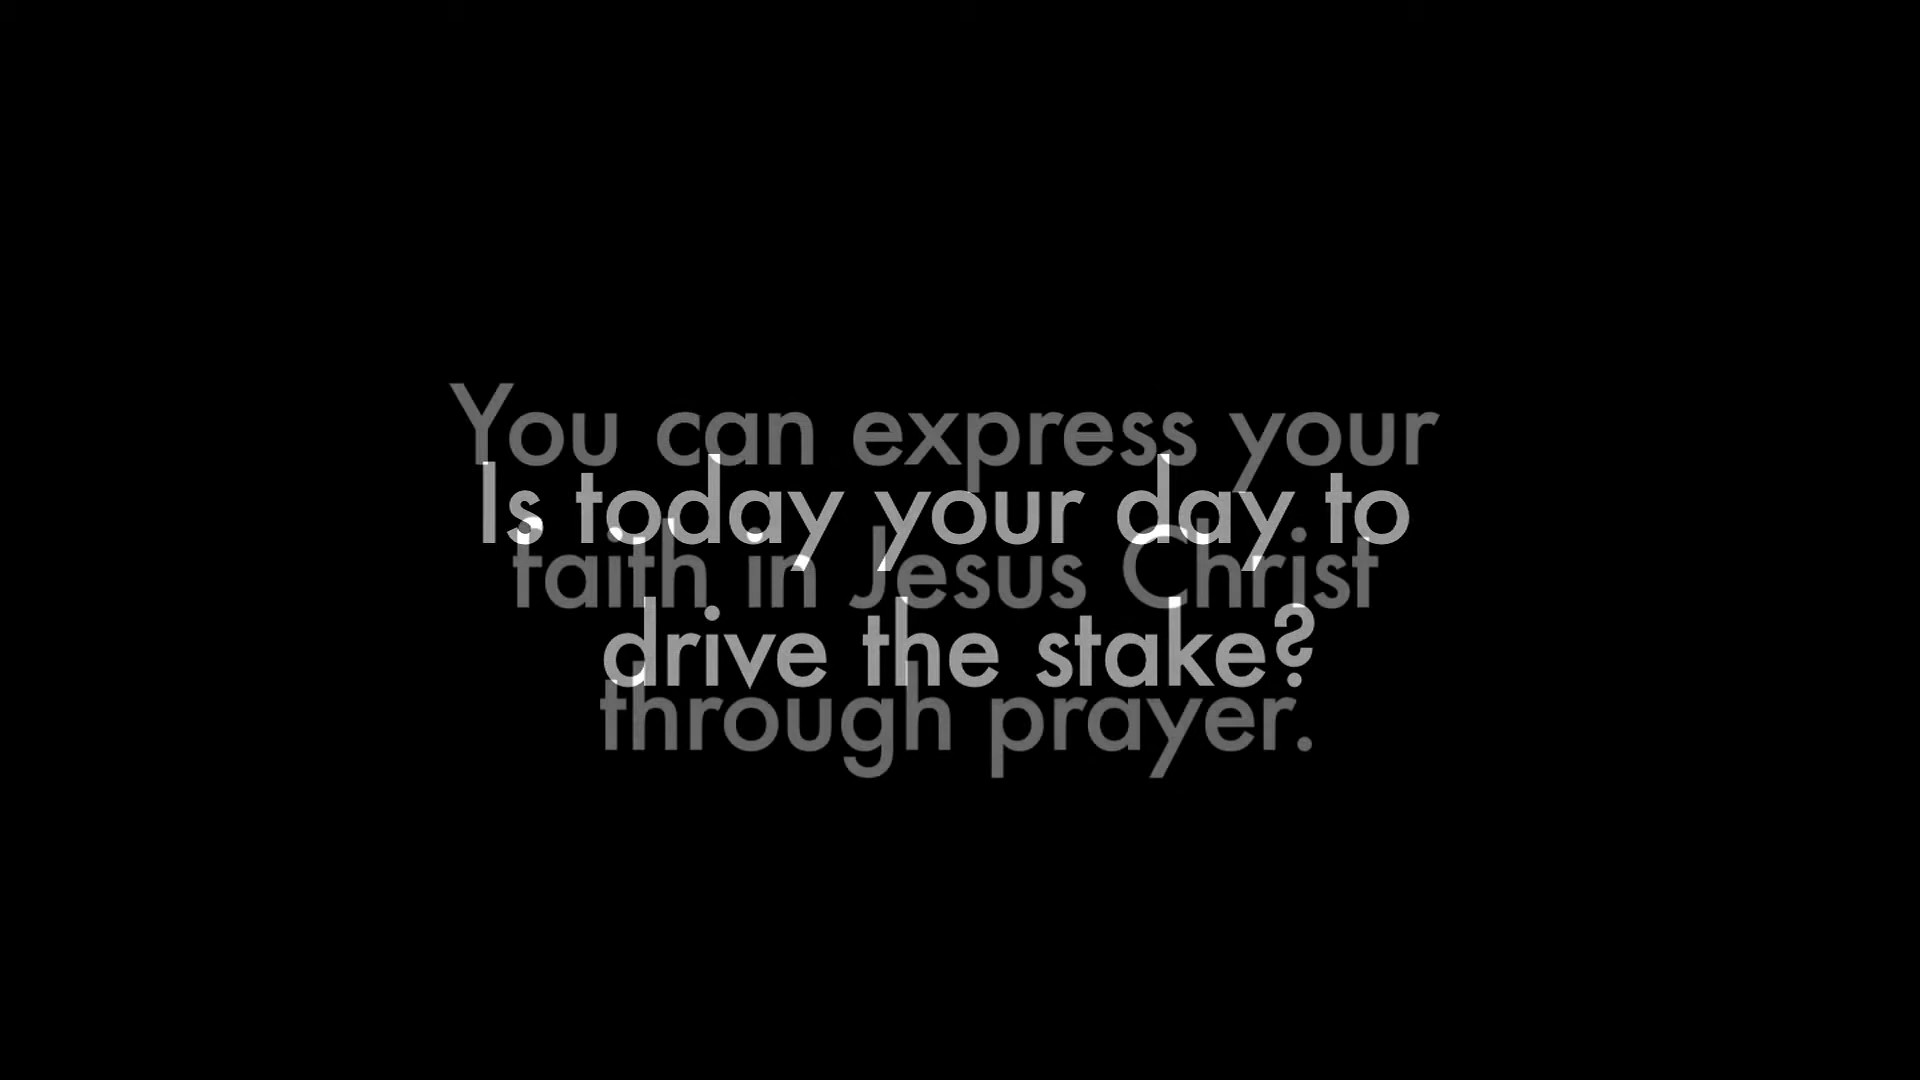 You can express your
faith in Jesus Christ
through prayer.
Is today your day to
drive the stake?